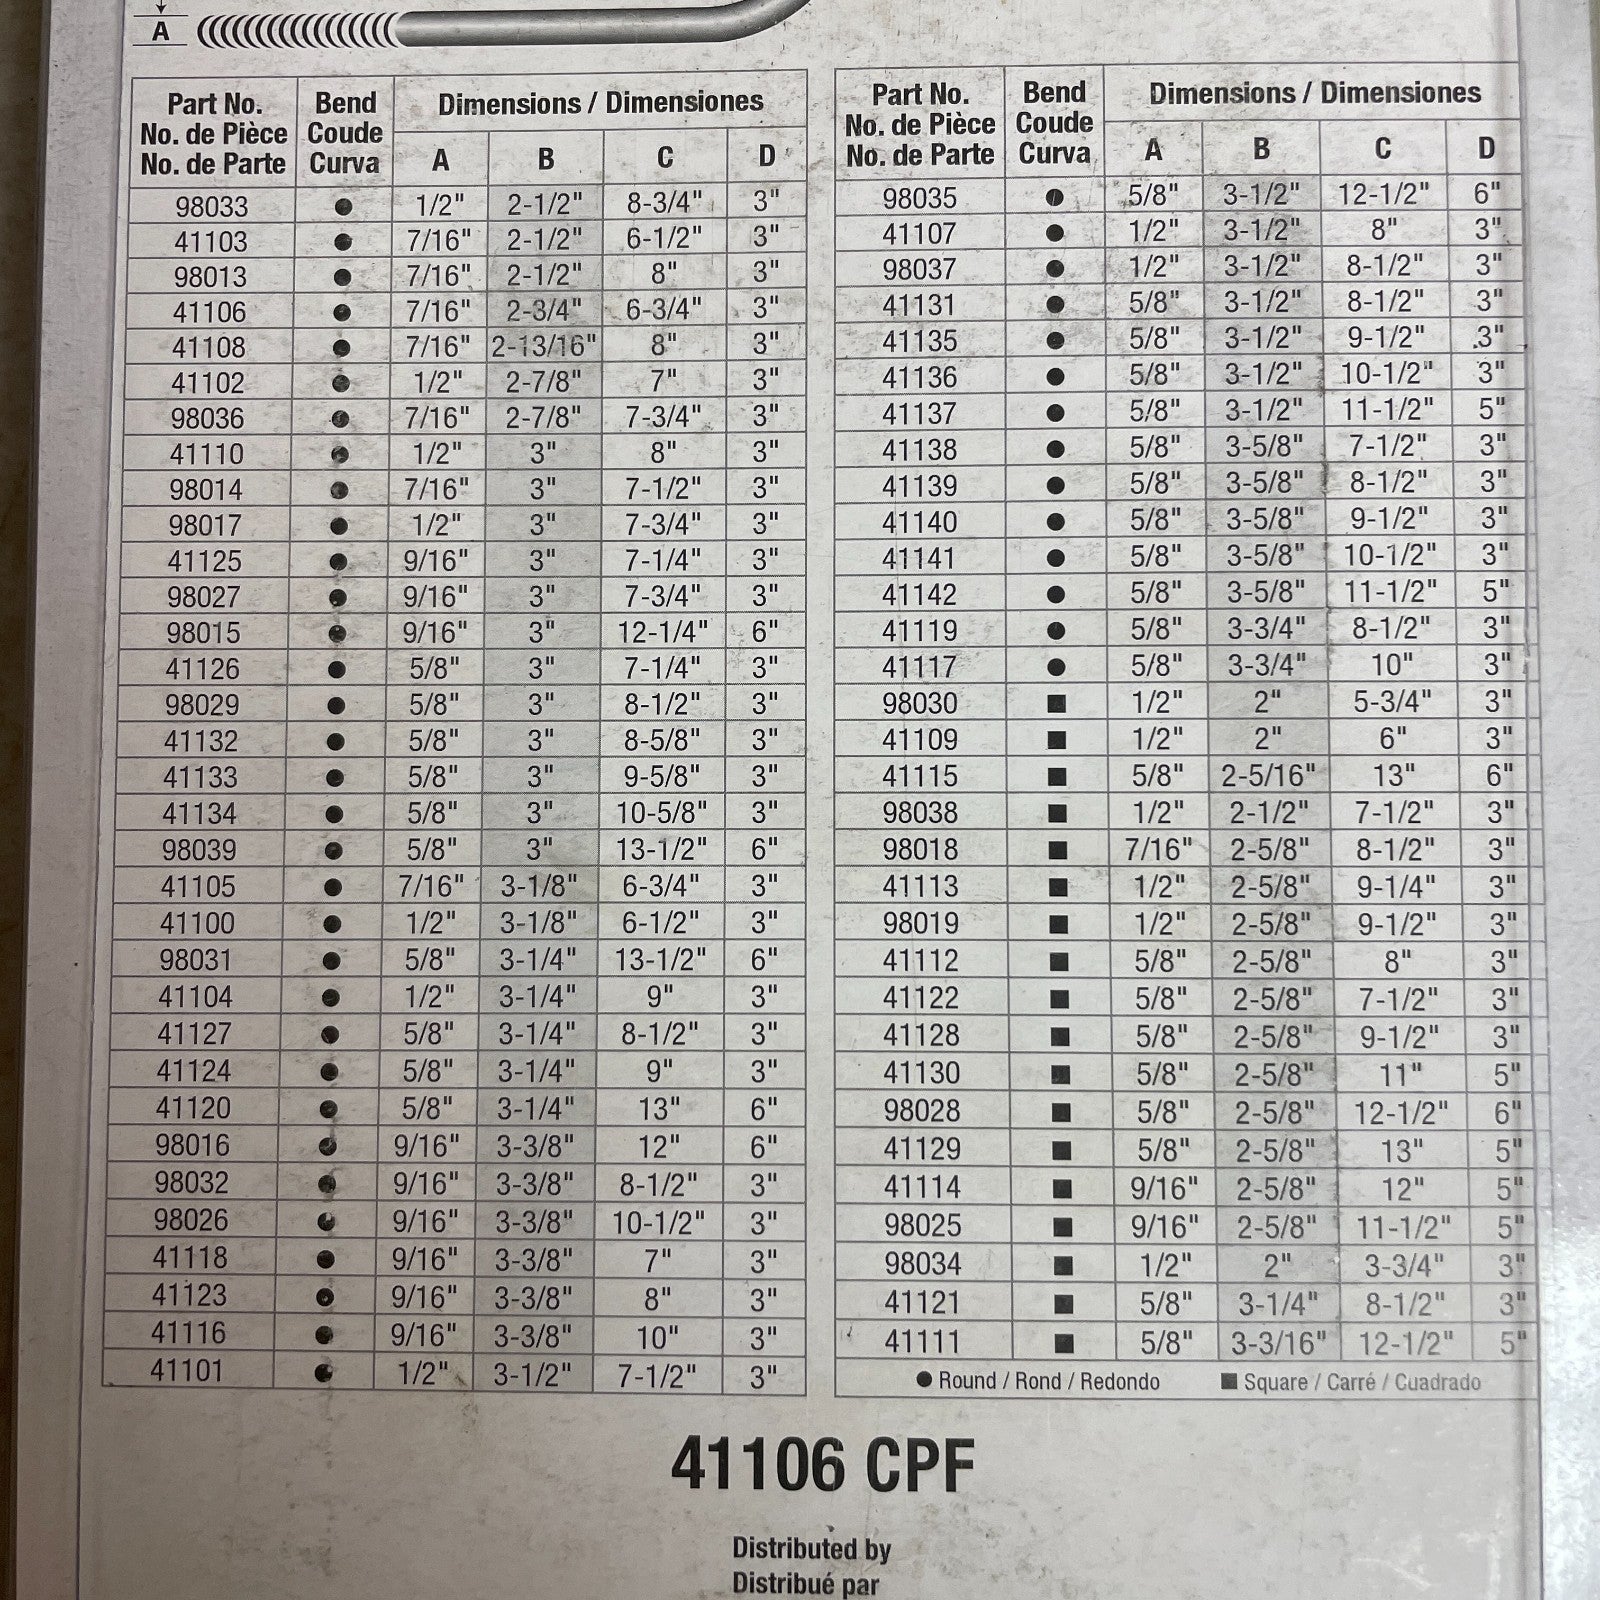 A
Part No. Bend Dimensions / Dimensiones
No. de Pièce Coude
No. de Parte Curva A B C D
98033 ● 1/2" 2-1/2" 8-3/4" 3"
41103 ● 7/16" 2-1/2" 6-1/2" 3"
98013 ● 7/16" 2-1/2" 8" 3"
41106 ● 7/16" 2-3/4" 6-3/4" 3"
41108 ● 7/16" 2-13/16" 8" 3"
41102 ● 1/2" 2-7/8" 7" 3"
98036 ● 7/16" 2-7/8" 7-3/4" 3"
41110 ● 1/2" 3" 8" 3"
98014 ● 7/16" 3" 7-1/2" 3"
98017 ● 1/2" 3" 7-3/4" 3"
41125 ● 9/16" 3" 7-1/4" 3"
98027 ● 9/16" 3" 7-3/4" 3"
98015 ● 9/16" 3" 12-1/4" 6"
41126 ● 5/8" 3" 7-1/4" 3"
98029 ● 5/8" 3" 8-1/2" 3"
41132 ● 5/8" 3" 8-5/8" 3"
41133 ● 5/8" 3" 9-5/8" 3"
41134 ● 5/8" 3" 10-5/8" 3"
98039 ● 5/8" 3" 13-1/2" 6"
41105 ● 7/16" 3-1/8" 6-3/4" 3"
41100 ● 1/2" 3-1/8" 6-1/2" 3"
98031 ● 5/8" 3-1/4" 13-1/2" 6"
41104 ● 1/2" 3-1/4" 9" 3"
41127 ● 5/8" 3-1/4" 8-1/2" 3"
41124 ● 5/8" 3-1/4" 9" 3"
41120 ● 5/8" 3-1/4" 13" 6"
98016 ● 9/16" 3-3/8" 12" 6"
98032 ● 9/16" 3-3/8" 8-1/2" 3"
98026 ● 9/16" 3-3/8" 10-1/2" 3"
41118 ● 9/16" 3-3/8" 7" 3"
41123 ● 9/16" 3-3/8" 8" 3"
41116 ● 9/16" 3-3/8" 10" 3"
41101 ● 1/2" 3-1/2" 7-1/2" 3"
Part No. Bend Dimensions / Dimensiones
No. de Pièce Coude
No. de Parte Curva A B C D
98035 ● 5/8" 3-1/2" 12-1/2" 6"
41107 ● 1/2" 3-1/2" 8" 3"
98037 ● 1/2" 3-1/2" 8-1/2" 3"
41131 ● 5/8" 3-1/2" 8-1/2" 3"
41135 ● 5/8" 3-1/2" 9-1/2" 3"
41136 ● 5/8" 3-1/2" 10-1/2" 3"
41137 ● 5/8" 3-1/2" 11-1/2" 5"
41138 ● 5/8" 3-5/8" 7-1/2" 3"
41139 ● 5/8" 3-5/8" 8-1/2" 3"
41140 ● 5/8" 3-5/8" 9-1/2" 3"
41141 ● 5/8" 3-5/8" 10-1/2" 3"
41142 ● 5/8" 3-5/8" 11-1/2" 5"
41119 ● 5/8" 3-3/4" 8-1/2" 3"
41117 ● 5/8" 3-3/4" 10" 3"
98030 ■ 1/2" 2" 5-3/4" 3"
41109 ■ 1/2" 2" 6" 3"
41115 ■ 5/8" 2-5/16" 13" 6"
98038 ■ 1/2" 2-1/2" 7-1/2" 3"
98018 ■ 7/16" 2-5/8" 8-1/2" 3"
41113 ■ 1/2" 2-5/8" 9-1/4" 3"
98019 ■ 1/2" 2-5/8" 9-1/2" 3"
41112 ■ 5/8" 2-5/8" 8" 3"
41122 ■ 5/8" 2-5/8" 7-1/2" 3"
41128 ■ 5/8" 2-5/8" 9-1/2" 3"
41130 ■ 5/8" 2-5/8" 11" 5"
98028 ■ 5/8" 2-5/8" 12-1/2" 6"
41129 ■ 5/8" 2-5/8" 13" 5"
41114 ■ 9/16" 2-5/8" 12" 5"
98025 ■ 9/16" 2-5/8" 11-1/2" 5"
98034 ■ 1/2" 2" 3-3/4" 3"
41121 ■ 5/8" 3-1/4" 8-1/2" 3"
41111 ■ 5/8" 3-3/16" 12-1/2" 5"
● Round / Rond / Redondo ■ Square / Carré / Cuadrado
41106 CPF
Distributed by
Distribué par